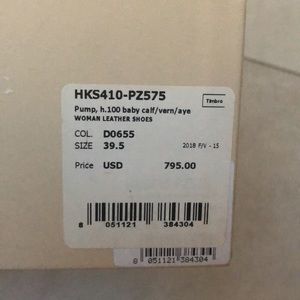 HKS410-PZ575
Timbro
Pump, h.100 baby calf/vern/aye
WOMAN LEATHER SHOES
COL. D0655
SIZE 39.5 2018 F/V - 15
Price USD 795.00
8 051121 384304
8 051121 384304